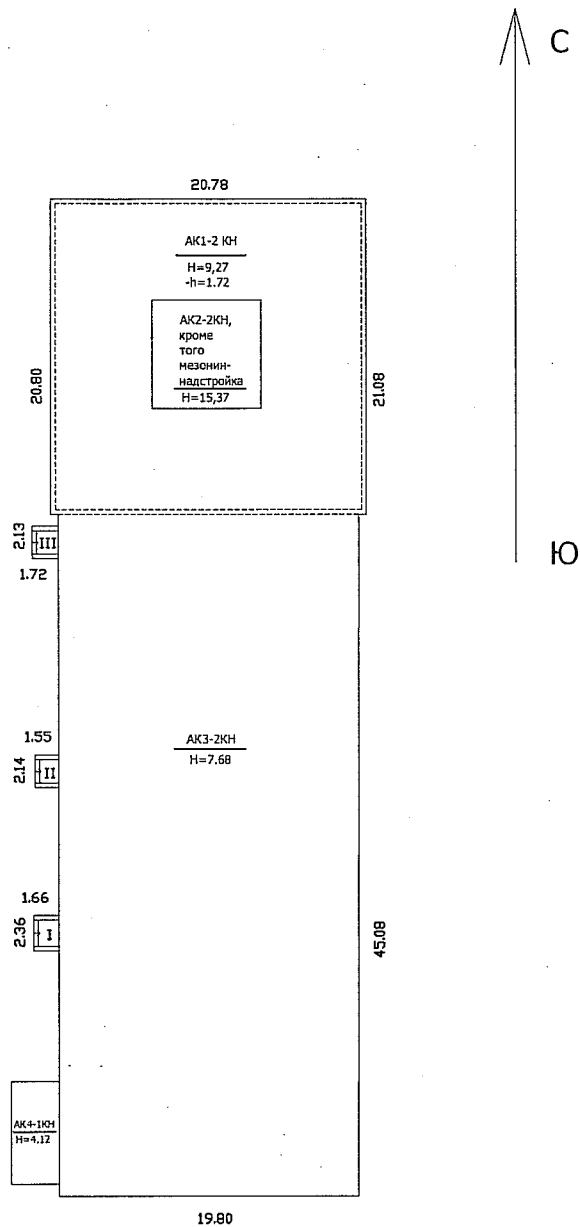 С
20.78
АК1-2 КН
Н=9,27
-h=1.72
АК2-2КН,
кроме
того
мезонин-
надстройка
Н=15,37
20.80
21.08
2.13
III
1.72
Ю
1.55
2.14
II
АК3-2КН
Н=7.68
1.66
2.36
I
45.08
АК4-1КН
Н=4,12
19.80